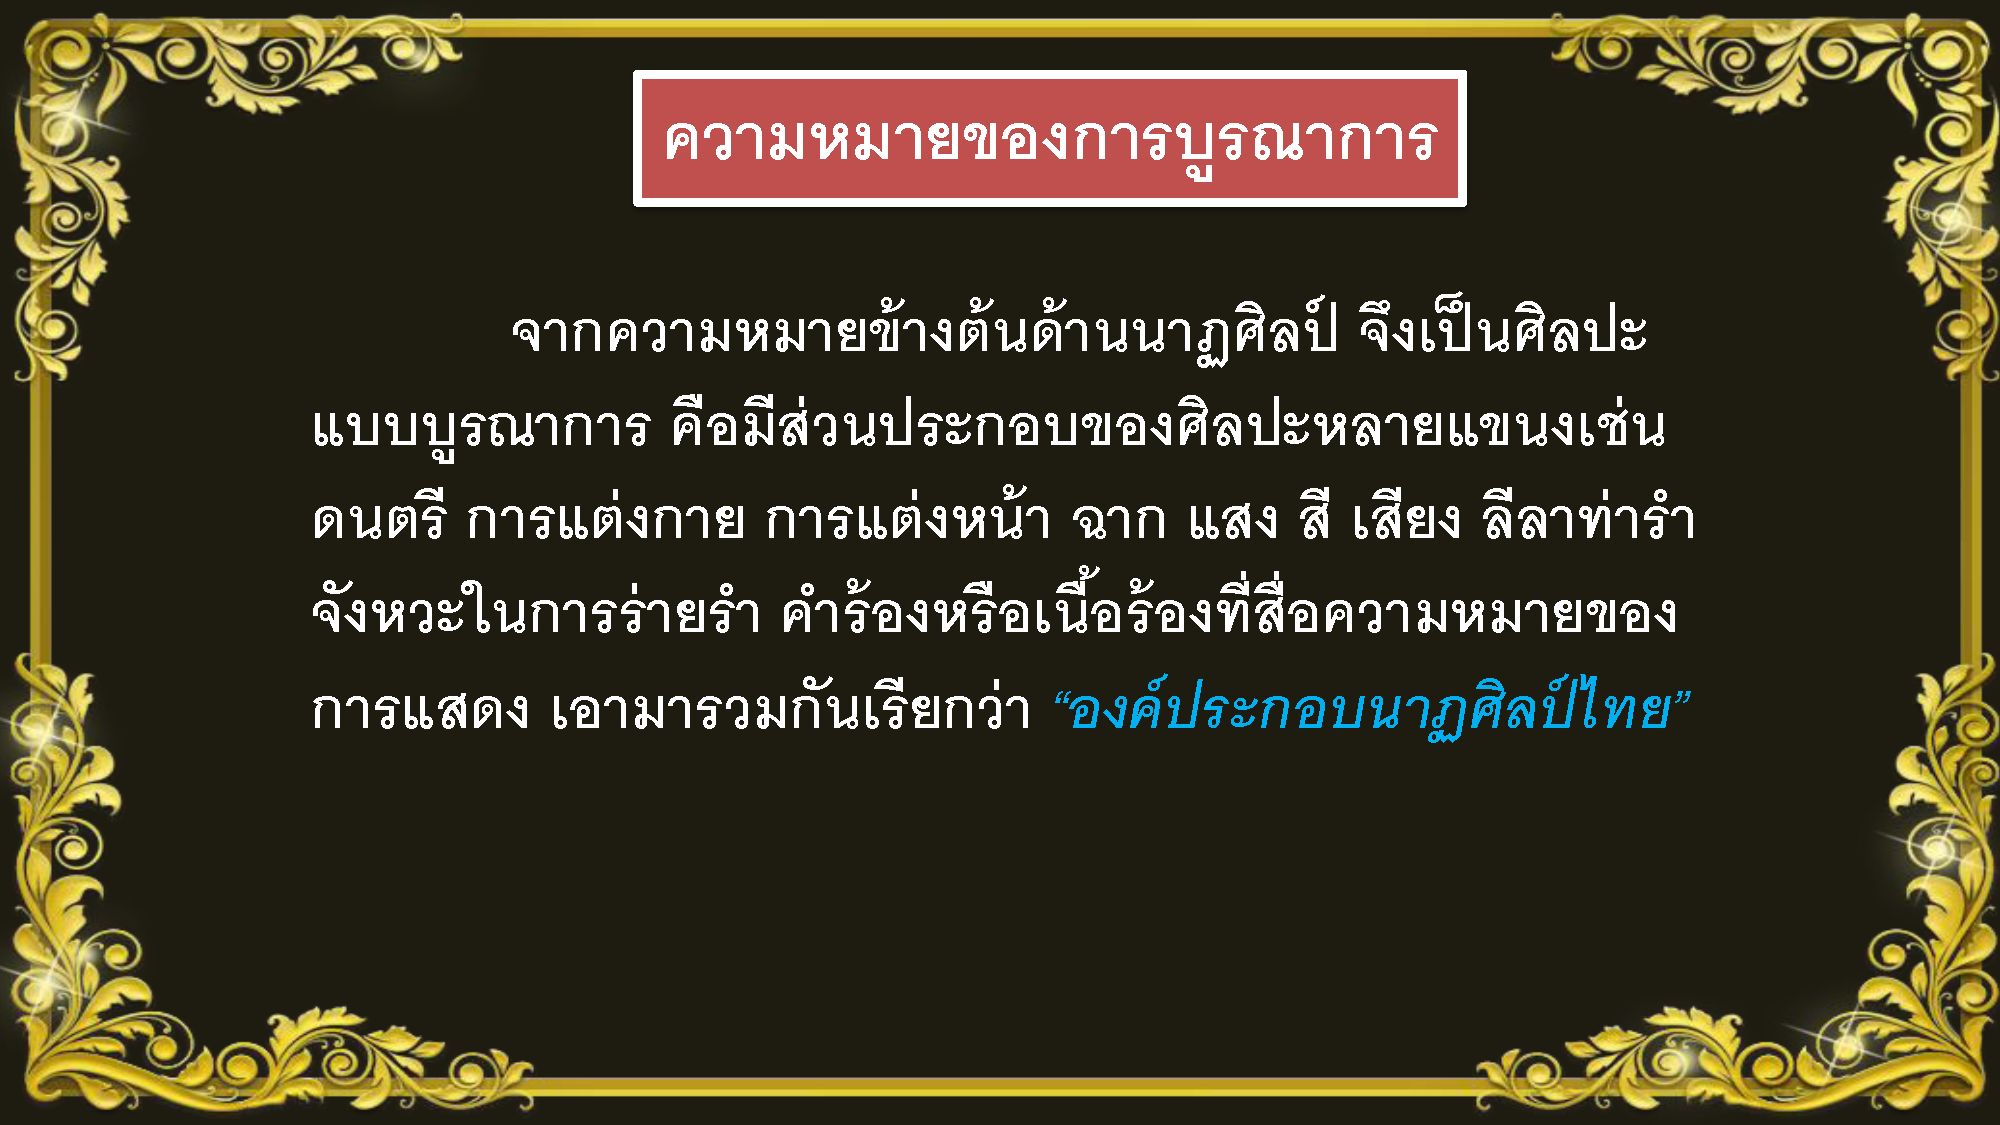 ความหมายของการบูรณาการ
จากความหมายข้างต้นด้านนาฏศิลป์ จึงเป็นศิลปะ
แบบบูรณาการ คือมีส่วนประกอบของศิลปะหลายแขนงเช่น
ดนตรี การแต่งกาย การแต่งหน้า ฉาก แสง สี เสียง ลีลาท่ารำ
จังหวะในการร่ายรำ คำร้องหรือเนื้อร้องที่สื่อความหมายของ
การแสดง เอามารวมกันเรียกว่า “องค์ประกอบนาฏศิลป์ไทย”